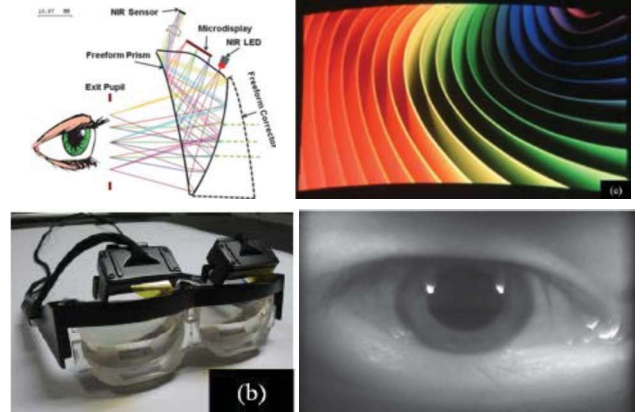 NIR Sensor
Microdisplay
NIR LED
Freeform Prism
Exit Pupil
Freeform Corrector
(c)
(b)